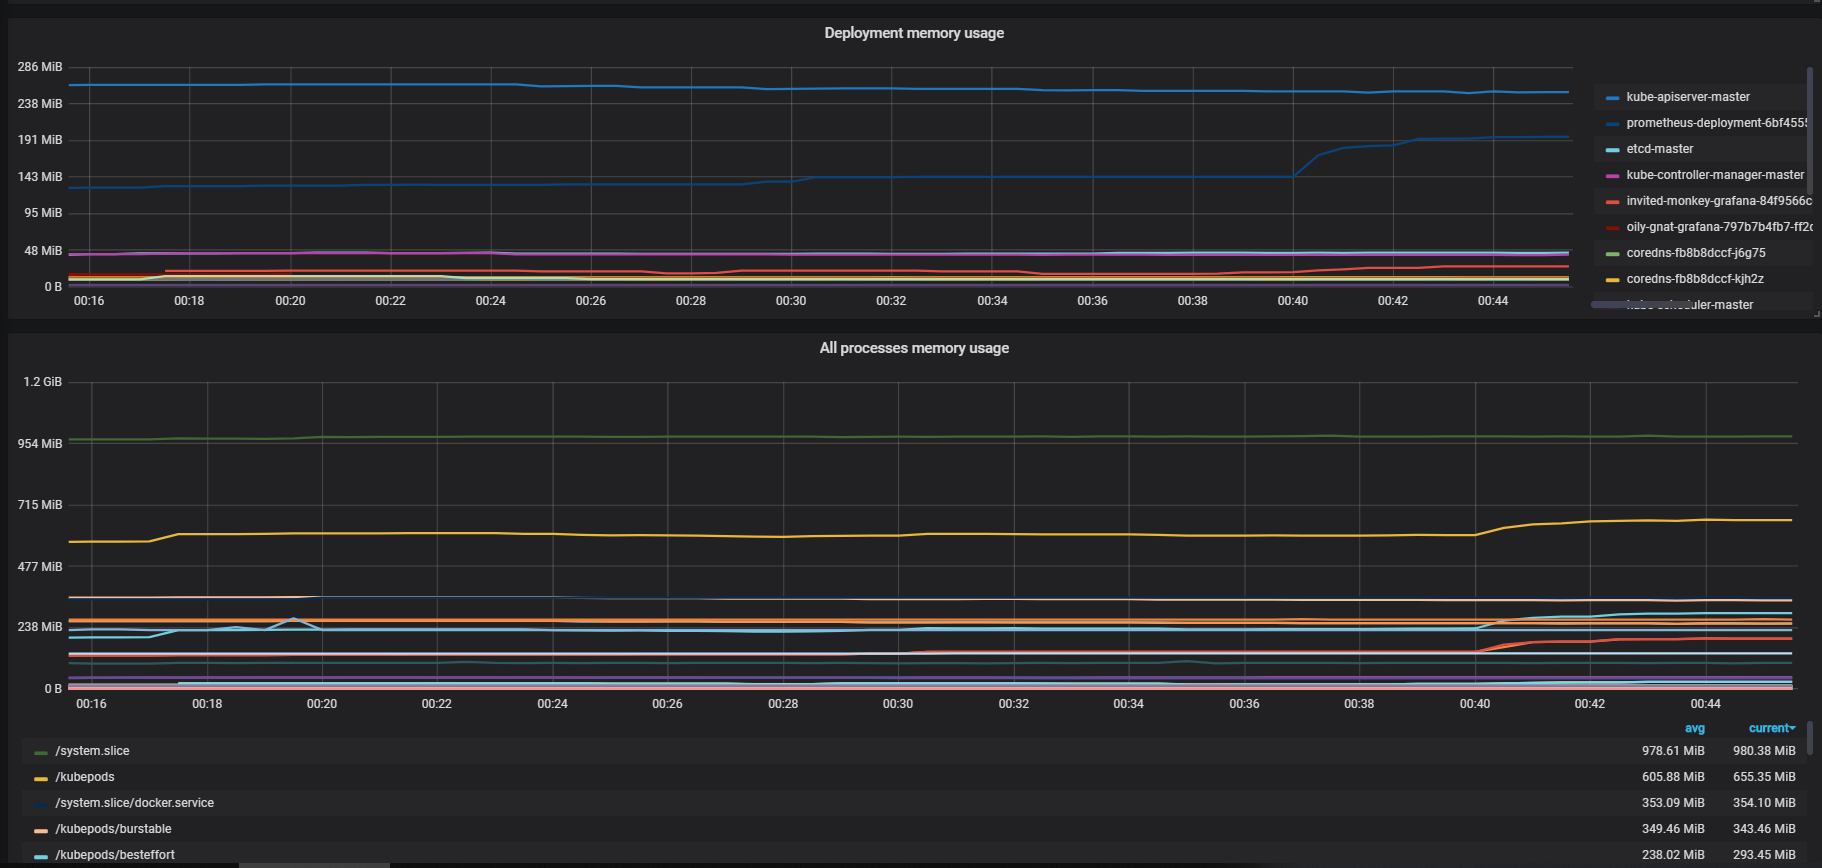 Deployment memory usage
286 MiB
238 MiB
191 MiB
143 MiB
95 MiB
48 MiB
0 B
00:16 00:18 00:20 00:22 00:24 00:26 00:28 00:30 00:32 00:34 00:36 00:38 00:40 00:42 00:44
kube-apiserver-master
prometheus-deployment-6bf4555
etcd-master
kube-controller-manager-master
invited-monkey-grafana-84f9566c
oily-gnat-grafana-797b7b4fb7-ff2c
coredns-fb8b8dccf-j6g75
coredns-fb8b8dccf-kjh2z
kube-scheduler-master
All processes memory usage
1.2 GiB
954 MiB
715 MiB
477 MiB
238 MiB
0 B
00:16 00:18 00:20 00:22 00:24 00:26 00:28 00:30 00:32 00:34 00:36 00:38 00:40 00:42 00:44
avg current
/system.slice 978.61 MiB 980.38 MiB
/kubepods 605.88 MiB 655.35 MiB
/system.slice/docker.service 353.09 MiB 354.10 MiB
/kubepods/burstable 349.46 MiB 343.46 MiB
/kubepods/besteffort 238.02 MiB 293.45 MiB